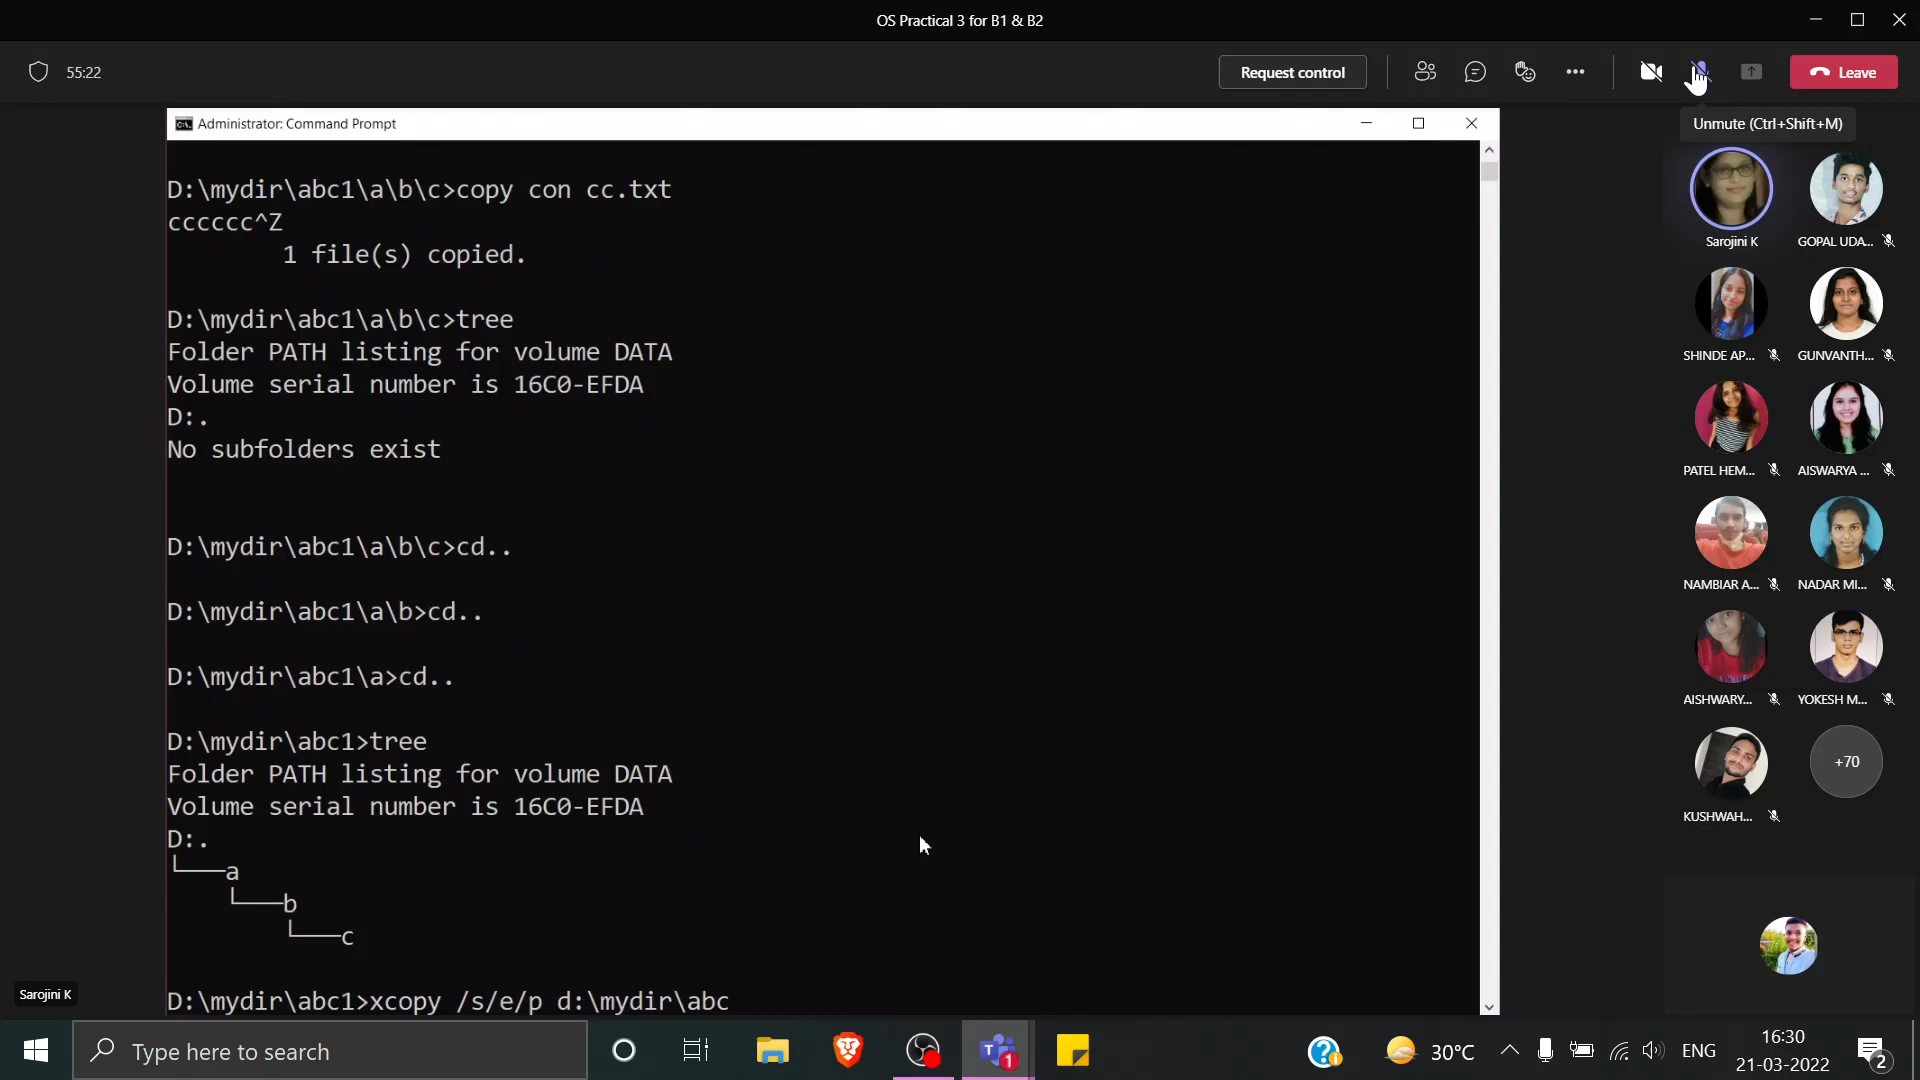 OS Practical 3 for B1 & B2
55:22
Request control
Leave
Unmute (Ctrl+Shift+M)
Administrator: Command Prompt
D:\mydir\abc1\a\b\c>copy con cc.txt
cccccc^Z
1 file(s) copied.
D:\mydir\abc1\a\b\c>tree
Folder PATH listing for volume DATA
Volume serial number is 16C0-EFDA
D:.
No subfolders exist
D:\mydir\abc1\a\b\c>cd..
D:\mydir\abc1\a\b>cd..
D:\mydir\abc1\a>cd..
D:\mydir\abc1>tree
Folder PATH listing for volume DATA
Volume serial number is 16C0-EFDA
D:.
└───a
└───b
└───c
D:\mydir\abc1>xcopy /s/e/p d:\mydir\abc
Sarojini K
GOPAL UDA...
SHINDE AP...
GUNVANTH...
PATEL HEM...
AISWARYA ...
NAMBIAR A...
NADAR MI...
AISHWARY...
YOKESH M...
KUSHWAH...
+70
Sarojini K
Type here to search
1
30°C
ENG
16:30
21-03-2022
2